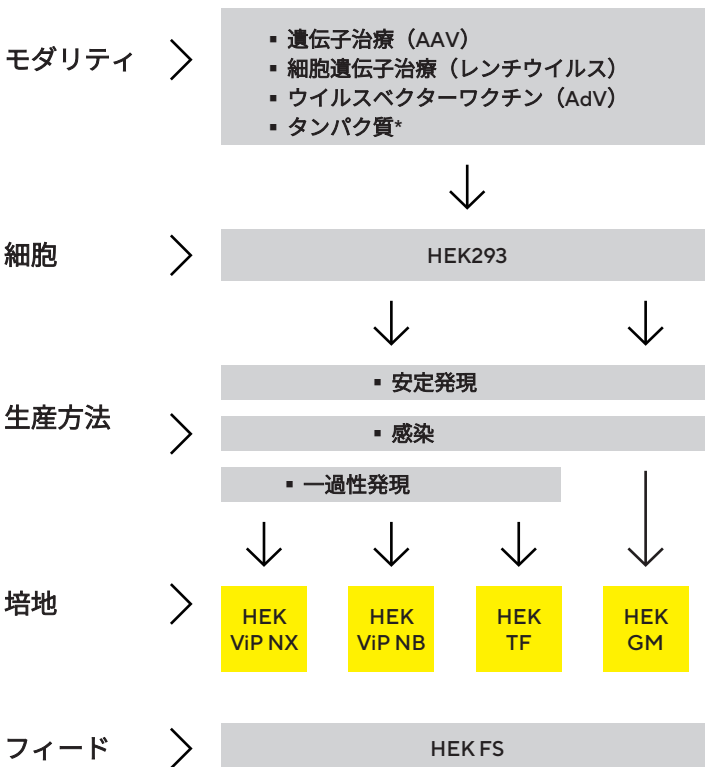 モダリティ
▪ 遺伝子治療（AAV）
▪ 細胞遺伝子治療（レンチウイルス）
▪ ウイルスベクターワクチン（AdV）
▪ タンパク質*
細胞
HEK293
生産方法
▪ 安定発現
▪ 感染
▪ 一過性発現
培地
HEK
ViP NX
HEK
ViP NB
HEK
TF
HEK
GM
フィード
HEK FS